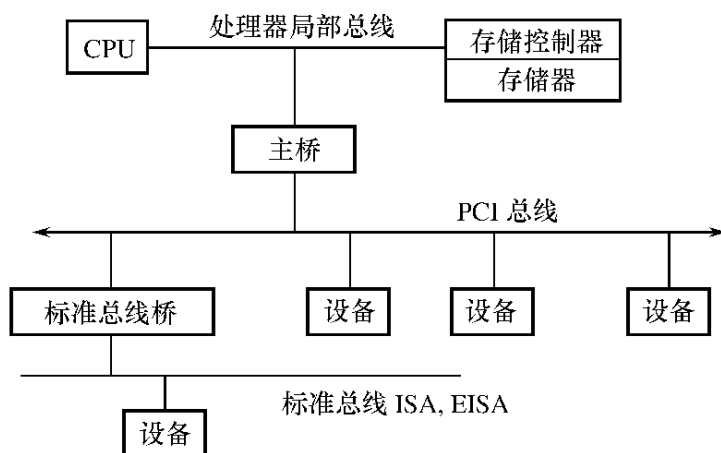 处理器局部总线
CPU
存储控制器
存储器
主桥
PCI 总线
标准总线桥
设备
设备
设备
标准总线 ISA, EISA
设备